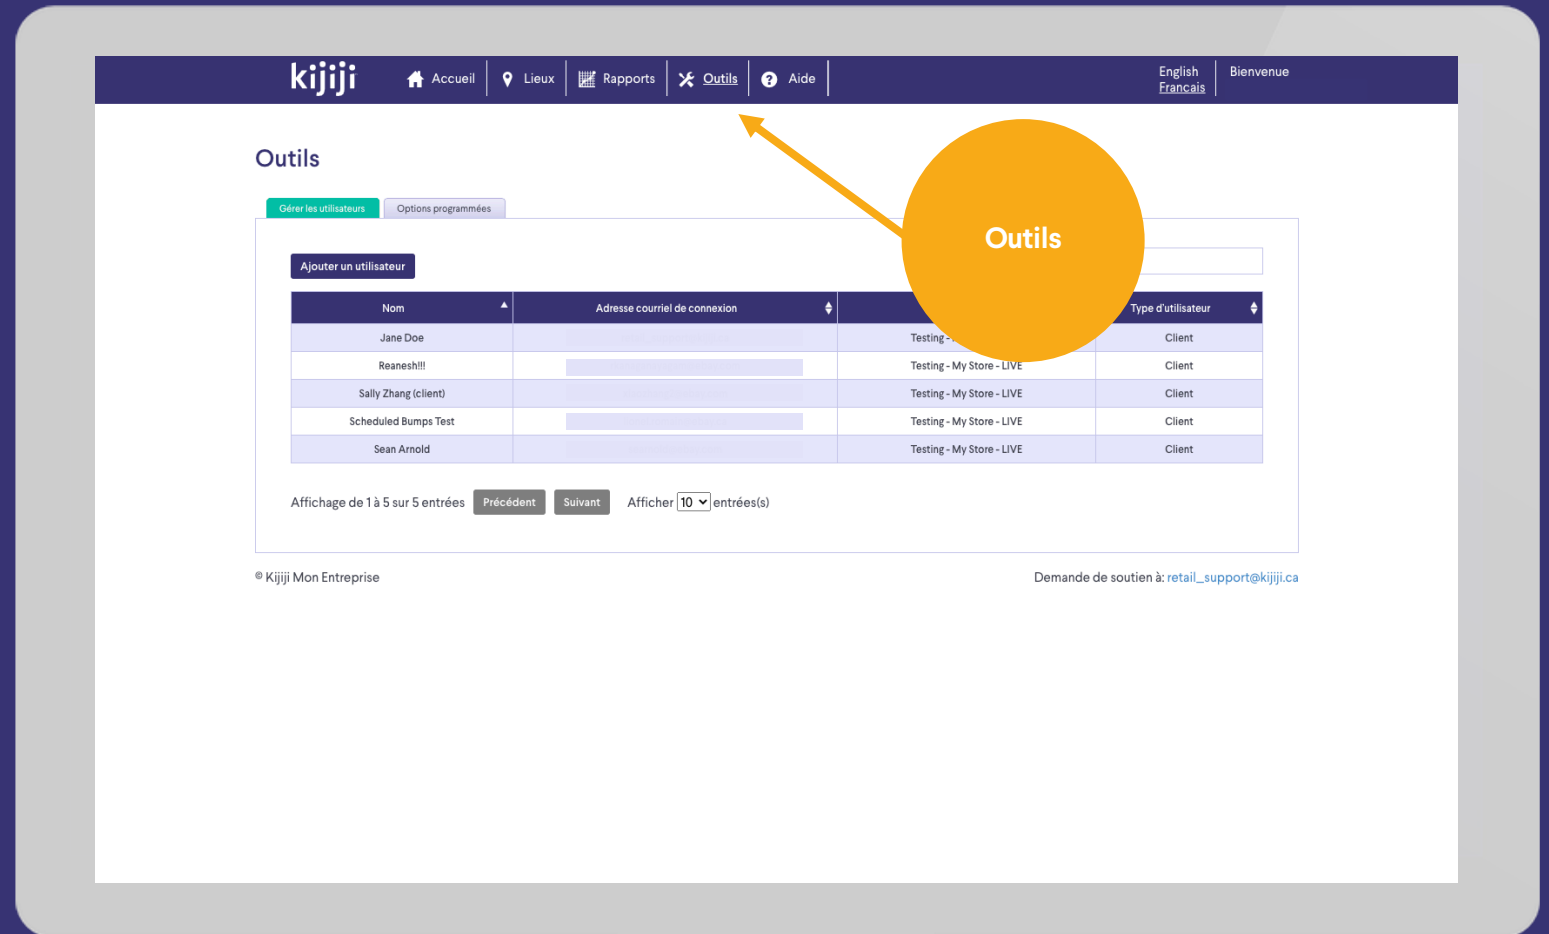 kijiji
Accueil
Lieux
Rapports
Outils
Aide
English
Francais
Bienvenue
Outils
Gérer les utilisateurs
Options programmées
Outils
Ajouter un utilisateur
Nom
Adresse courriel de connexion
Type d'utilisateur
Jane Doe
Testing -
Client
Reanesh!!!
Testing - My Store - LIVE
Client
Sally Zhang (client)
Testing - My Store - LIVE
Client
Scheduled Bumps Test
Testing - My Store - LIVE
Client
Sean Arnold
Testing - My Store - LIVE
Client
Affichage de 1 à 5 sur 5 entrées
Précédent
Suivant
Afficher 10 entrées(s)
© Kijiji Mon Entreprise
Demande de soutien à: retail_support@kijiji.ca